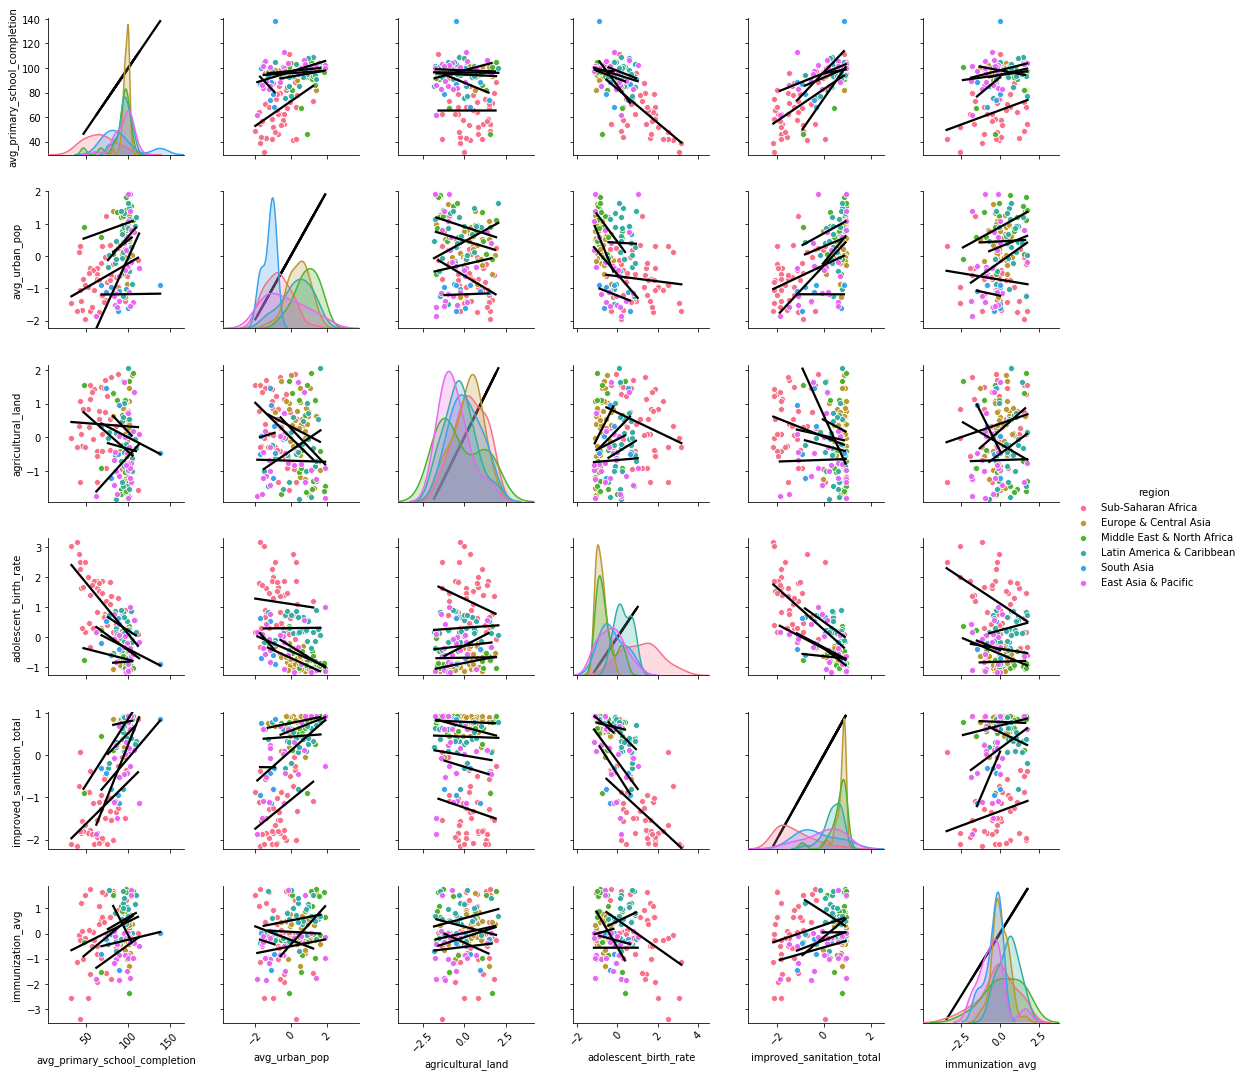 avg_primary_school_completion
140
120
100
80
60
40
avg_urban_pop
2
1
0
−1
−2
agricultural_land
2
1
0
−1
adolescent_birth_rate
3
2
1
0
−1
improved_sanitation_total
1
0
−1
−2
immunization_avg
1
0
−1
−2
−3
region
Sub-Saharan Africa
Europe & Central Asia
Middle East & North Africa
Latin America & Caribbean
South Asia
East Asia & Pacific
50 100 150
−2 0 2
−2.5 0.0 2.5
−2 0 2 4
−2 0 2
−2.5 0.0 2.5
avg_primary_school_completion
avg_urban_pop
agricultural_land
adolescent_birth_rate
improved_sanitation_total
immunization_avg